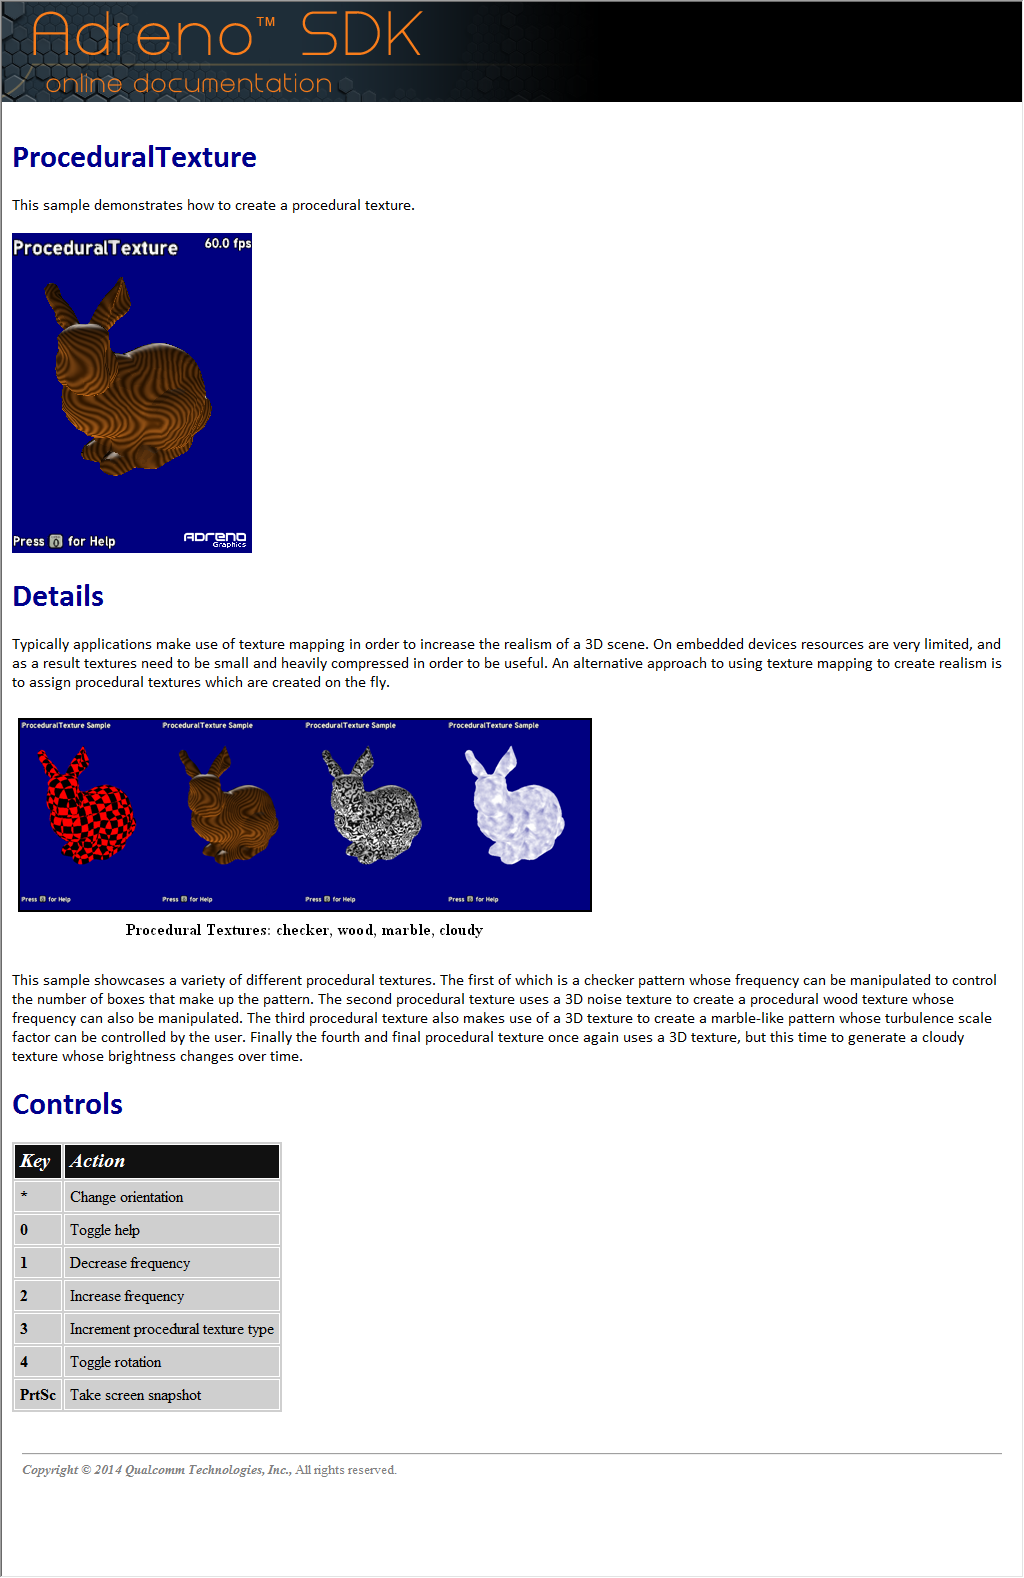 Adreno™ SDK
online documentation
ProceduralTexture
This sample demonstrates how to create a procedural texture.
ProceduralTexture 60.0 fps
Press 0 for Help
ADRENO
Graphics
Details
Typically applications make use of texture mapping in order to increase the realism of a 3D scene. On embedded devices resources are very limited, and
as a result textures need to be small and heavily compressed in order to be useful. An alternative approach to using texture mapping to create realism is
to assign procedural textures which are created on the fly.
ProceduralTexture Sample ProceduralTexture Sample ProceduralTexture Sample ProceduralTexture Sample
Press 0 for Help Press 0 for Help Press 0 for Help Press 0 for Help
Procedural Textures: checker, wood, marble, cloudy
This sample showcases a variety of different procedural textures. The first of which is a checker pattern whose frequency can be manipulated to control
the number of boxes that make up the pattern. The second procedural texture uses a 3D noise texture to create a procedural wood texture whose
frequency can also be manipulated. The third procedural texture also makes use of a 3D texture to create a marble-like pattern whose turbulence scale
factor can be controlled by the user. Finally the fourth and final procedural texture once again uses a 3D texture, but this time to generate a cloudy
texture whose brightness changes over time.
Controls
Key Action
* Change orientation
0 Toggle help
1 Decrease frequency
2 Increase frequency
3 Increment procedural texture type
4 Toggle rotation
PrtSc Take screen snapshot
Copyright © 2014 Qualcomm Technologies, Inc., All rights reserved.